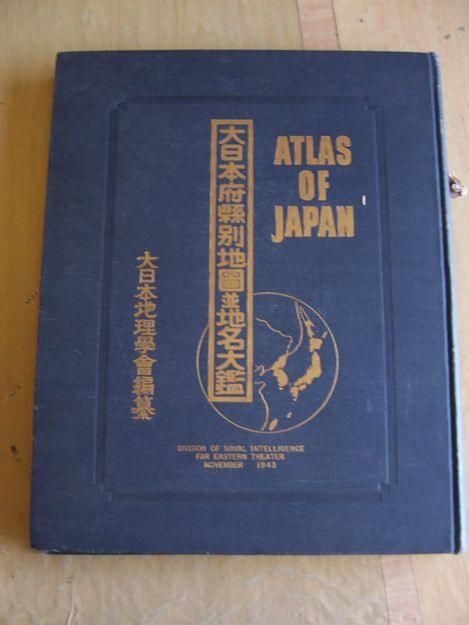 ATLAS
OF
JAPAN
大日本府縣别地圖並地名大鑑
大日本地理學會編纂
DIVISION OF NAVAL INTELLIGENCE
FAR EASTERN THEATER
NOVEMBER 1943